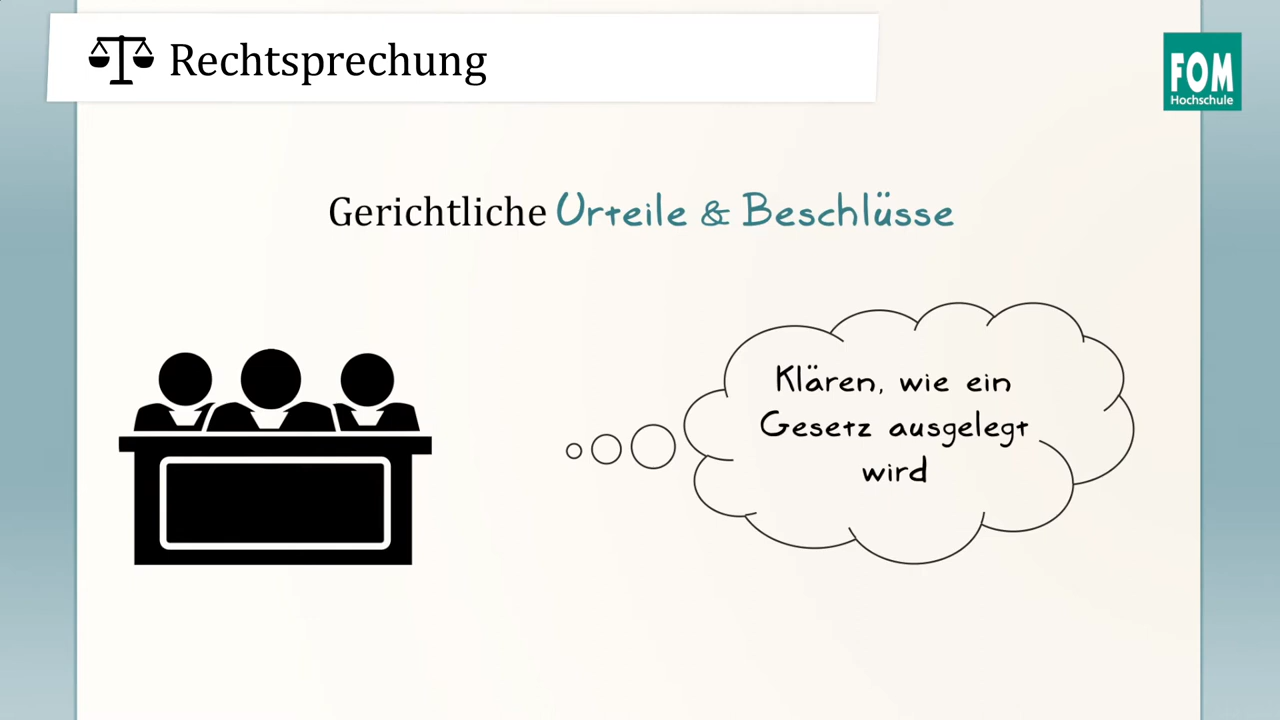 Rechtsprechung
FOM
Hochschule
Gerichtliche Urteile & Beschlüsse
Klären, wie ein
Gesetz ausgelegt
wird